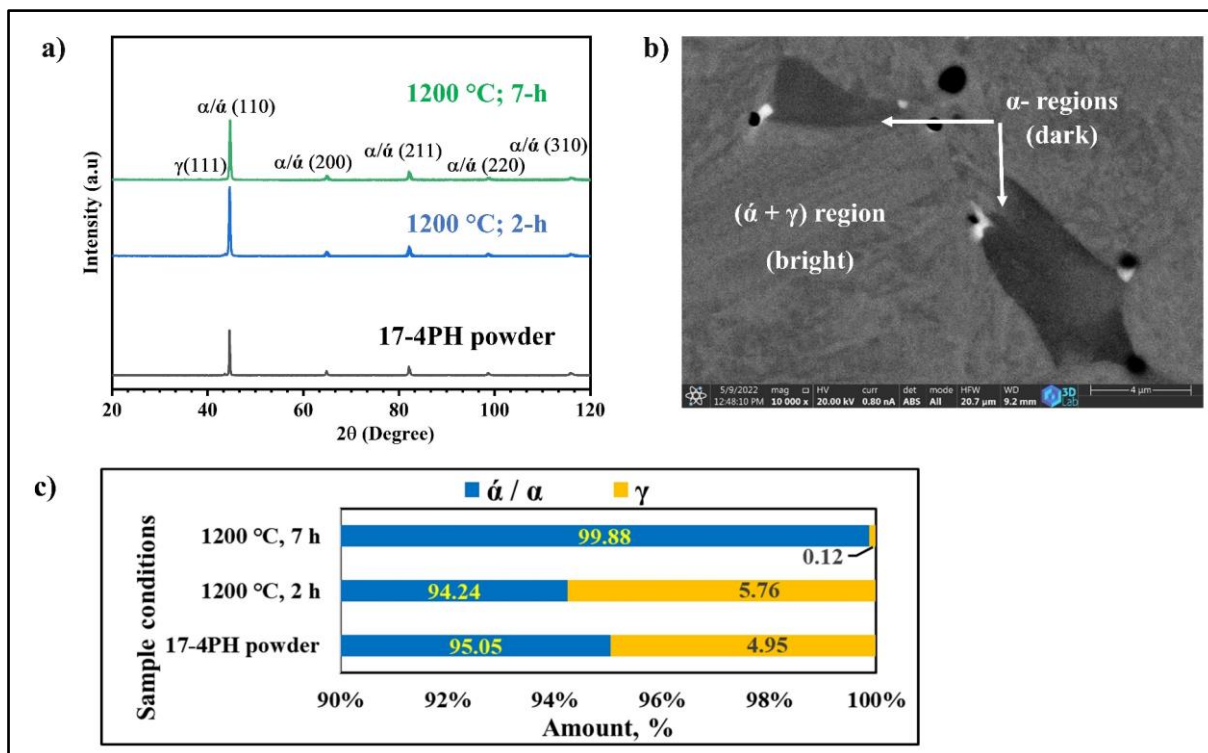 a)
1200 °C; 7-h
α/ά (110)
γ(111)
α/ά (200)
α/ά (211)
α/ά (220)
α/ά (310)
1200 °C; 2-h
17-4PH powder
Intensity (a.u)
20 40 60 80 100 120
2θ (Degree)
b)
α- regions
(dark)
(ά + γ) region
(bright)
5/9/2022
12:48:10 PM
mag
10 000 x
HV
20.00 kV
curr
0.80 nA
det
ABS
mode
All
HFW
20.7 µm
WD
9.2 mm
3D
Lab
4 µm
c)
ά / α γ
Sample conditions
1200 °C, 7 h 99.88 0.12
1200 °C, 2 h 94.24 5.76
17-4PH powder 95.05 4.95
90% 92% 94% 96% 98% 100%
Amount, %